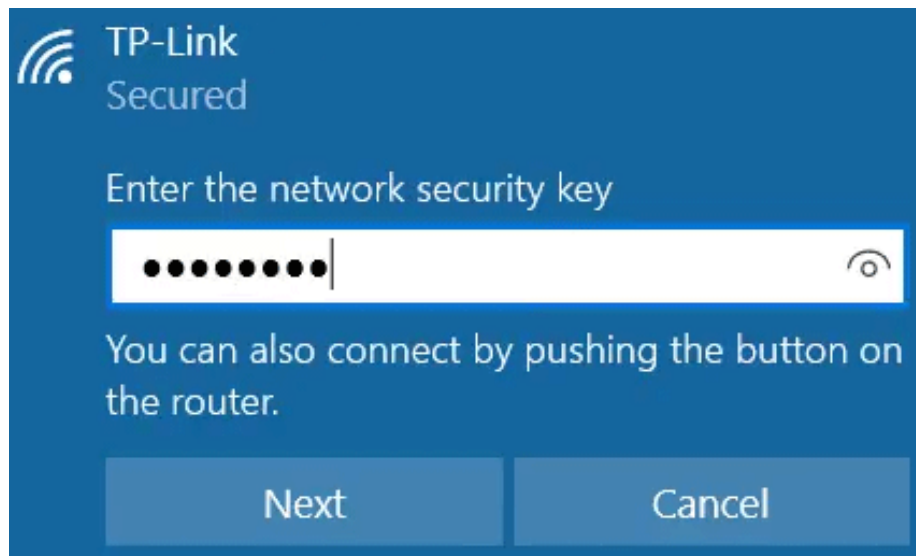 TP-Link
Secured
Enter the network security key
••••••••
You can also connect by pushing the button on
the router.
Next
Cancel